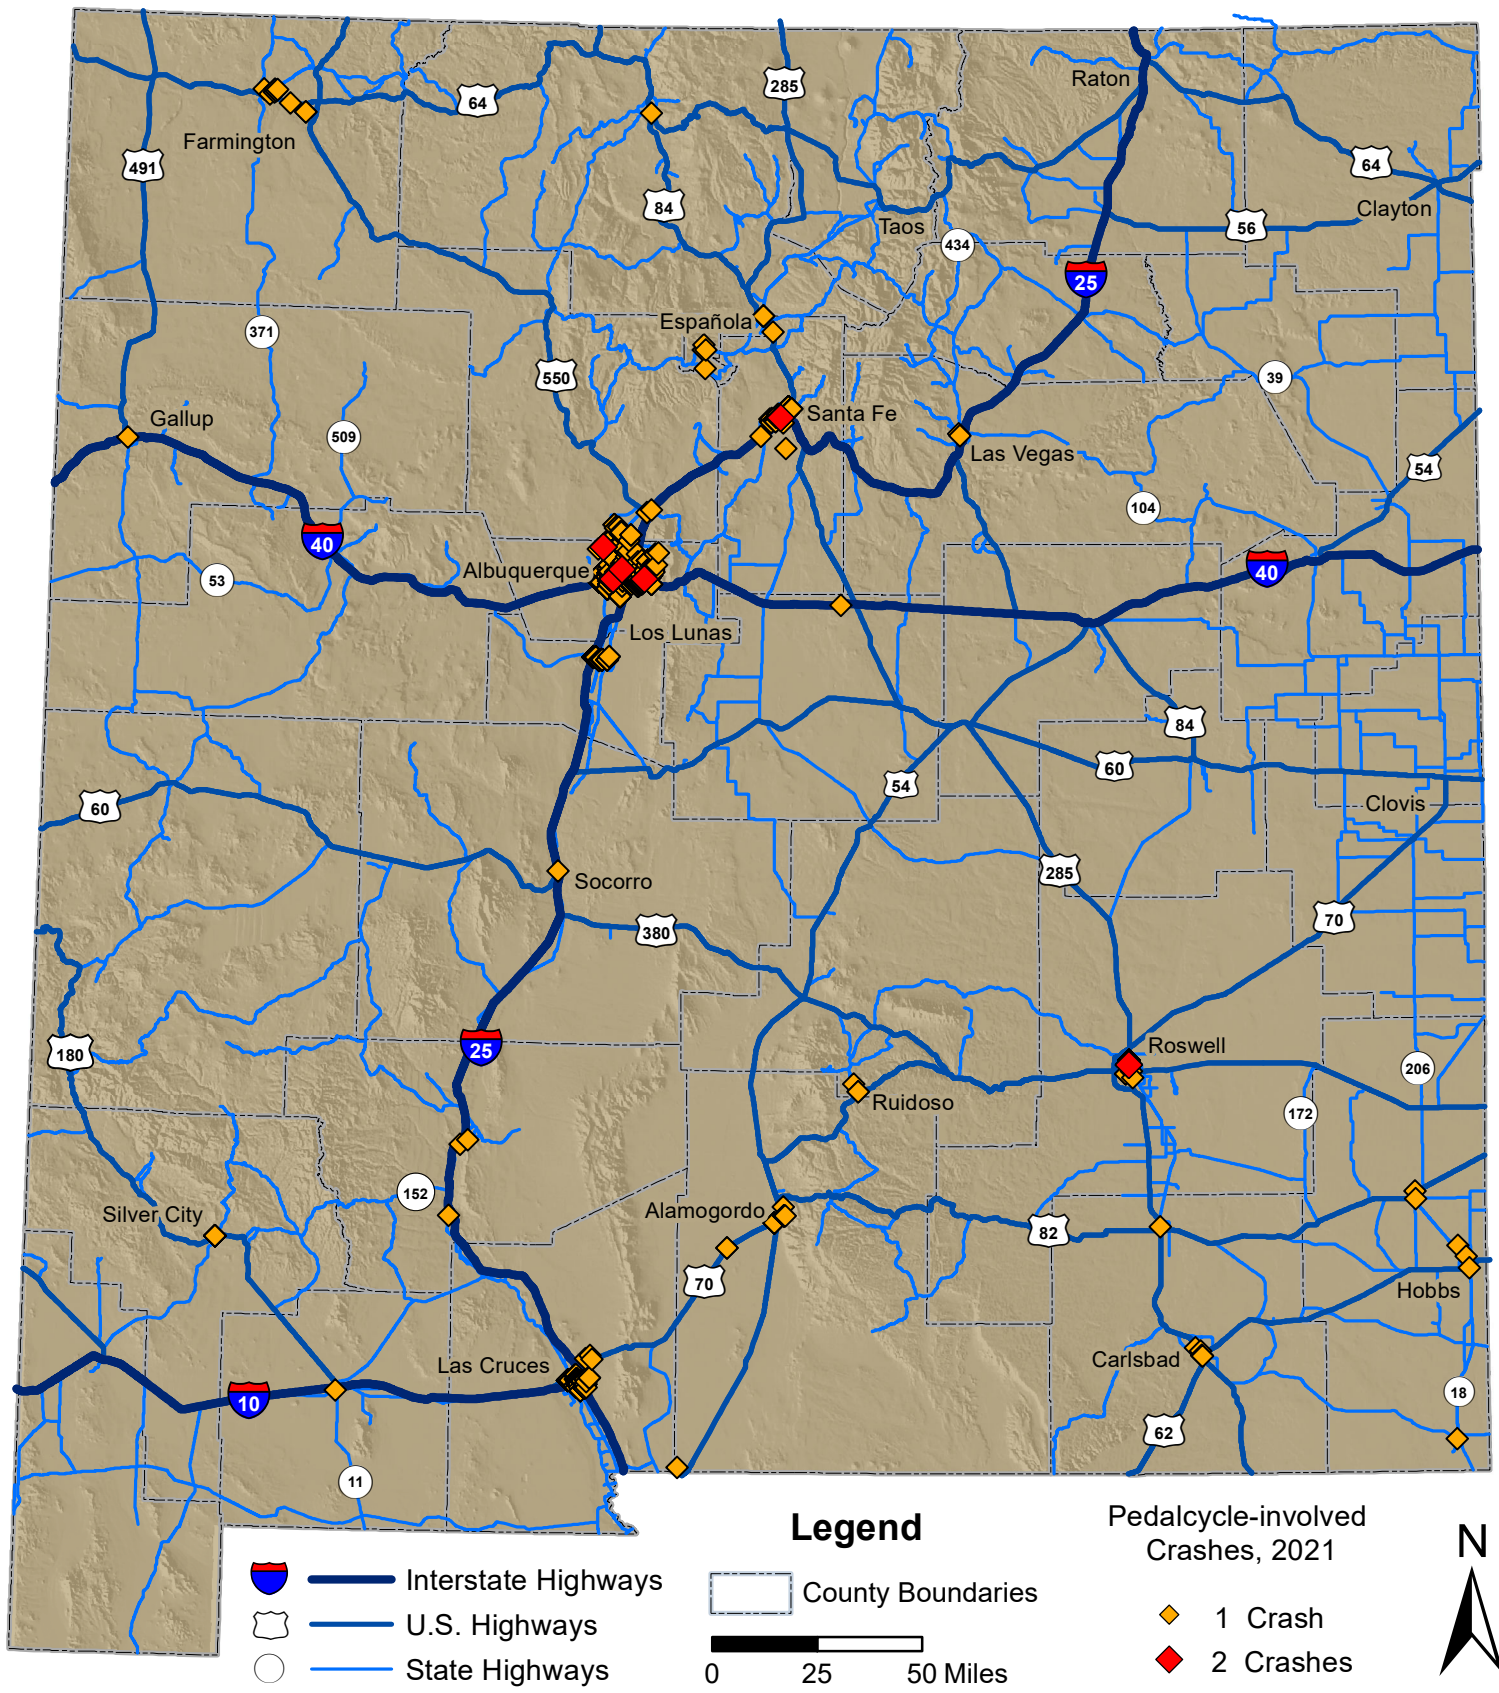 Raton
285
64
Farmington
491
64
84
Clayton
56
Taos
434
25
371
Española
550
39
Gallup
Santa Fe
509
Las Vegas
54
104
40
Albuquerque
40
53
Los Lunas
84
60
54
60
Clovis
285
Socorro
70
380
Roswell
25
180
206
Ruidoso
172
152
Alamogordo
Silver City
82
70
Hobbs
Las Cruces
Carlsbad
10
18
62
11
Legend
Pedalcycle-involved
Crashes, 2021
N
Interstate Highways
U.S. Highways
State Highways
County Boundaries
0 25 50 Miles
1 Crash
2 Crashes